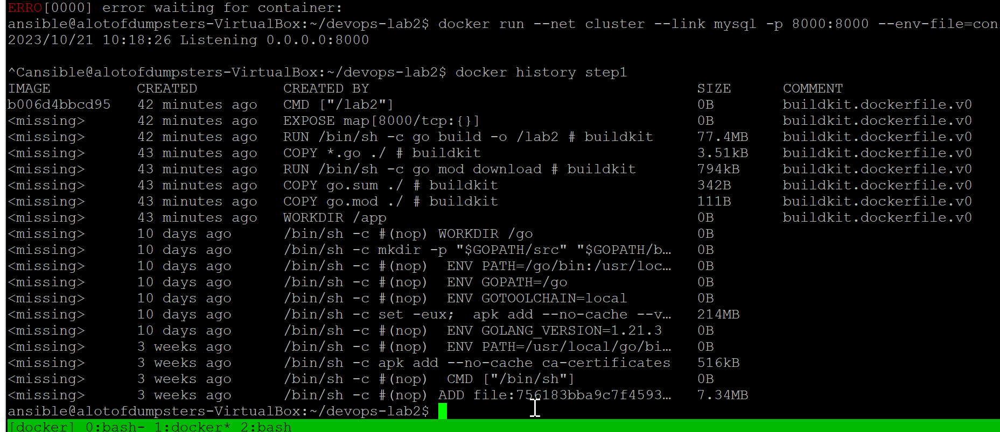 ERRO[0000] error waiting for container:
ansible@alotofdumpsters-VirtualBox:~/devops-lab2$ docker run --net cluster --link mysql -p 8000:8000 --env-file=con
2023/10/21 10:18:26 Listening 0.0.0.0:8000
^Cansible@alotofdumpsters-VirtualBox:~/devops-lab2$ docker history step1
IMAGE CREATED CREATED BY SIZE COMMENT
b006d4bbcd95 42 minutes ago CMD ["/lab2"] 0B buildkit.dockerfile.v0
<missing> 42 minutes ago EXPOSE map[8000/tcp:{}] 0B buildkit.dockerfile.v0
<missing> 42 minutes ago RUN /bin/sh -c go build -o /lab2 # buildkit 77.4MB buildkit.dockerfile.v0
<missing> 43 minutes ago COPY *.go ./ # buildkit 3.51kB buildkit.dockerfile.v0
<missing> 43 minutes ago RUN /bin/sh -c go mod download # buildkit 794kB buildkit.dockerfile.v0
<missing> 43 minutes ago COPY go.sum ./ # buildkit 342B buildkit.dockerfile.v0
<missing> 43 minutes ago COPY go.mod ./ # buildkit 111B buildkit.dockerfile.v0
<missing> 43 minutes ago WORKDIR /app 0B buildkit.dockerfile.v0
<missing> 10 days ago /bin/sh -c #(nop) WORKDIR /go 0B
<missing> 10 days ago /bin/sh -c mkdir -p "$GOPATH/src" "$GOPATH/b… 0B
<missing> 10 days ago /bin/sh -c #(nop)  ENV PATH=/go/bin:/usr/loc… 0B
<missing> 10 days ago /bin/sh -c #(nop)  ENV GOPATH=/go 0B
<missing> 10 days ago /bin/sh -c #(nop)  ENV GOTOOLCHAIN=local 0B
<missing> 10 days ago /bin/sh -c set -eux;  apk add --no-cache --v… 214MB
<missing> 10 days ago /bin/sh -c #(nop)  ENV GOLANG_VERSION=1.21.3 0B
<missing> 3 weeks ago /bin/sh -c #(nop)  ENV PATH=/usr/local/go/bi… 0B
<missing> 3 weeks ago /bin/sh -c apk add --no-cache ca-certificates 516kB
<missing> 3 weeks ago /bin/sh -c #(nop)  CMD ["/bin/sh"] 0B
<missing> 3 weeks ago /bin/sh -c #(nop) ADD file:756183bba9c7f4593… 7.34MB
ansible@alotofdumpsters-VirtualBox:~/devops-lab2$
[docker] 0:bash- 1:docker* 2:bash